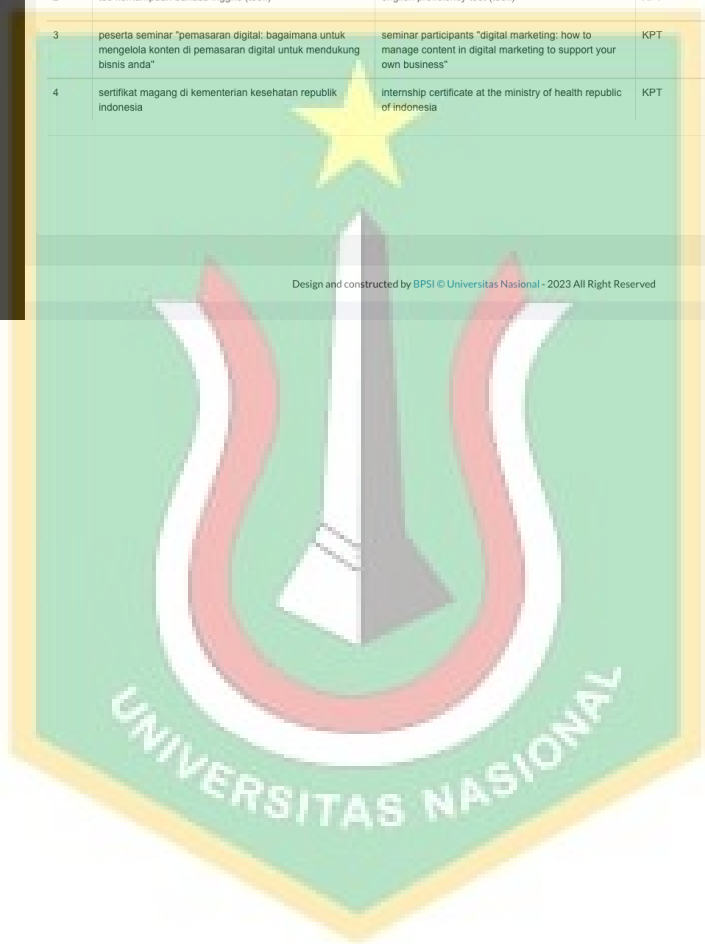 3 peserta seminar "pemasaran digital: bagaimana untuk seminar participants "digital marketing: how to KPT
mengelola konten di pemasaran digital untuk mendukung manage content in digital marketing to support your
bisnis anda" own business"
4 sertifikat magang di kementerian kesehatan republik internship certificate at the ministry of health republic KPT
indonesia of indonesia
Design and constructed by BPSI © Universitas Nasional - 2023 All Right Reserved
UNIVERSITAS NASIONAL